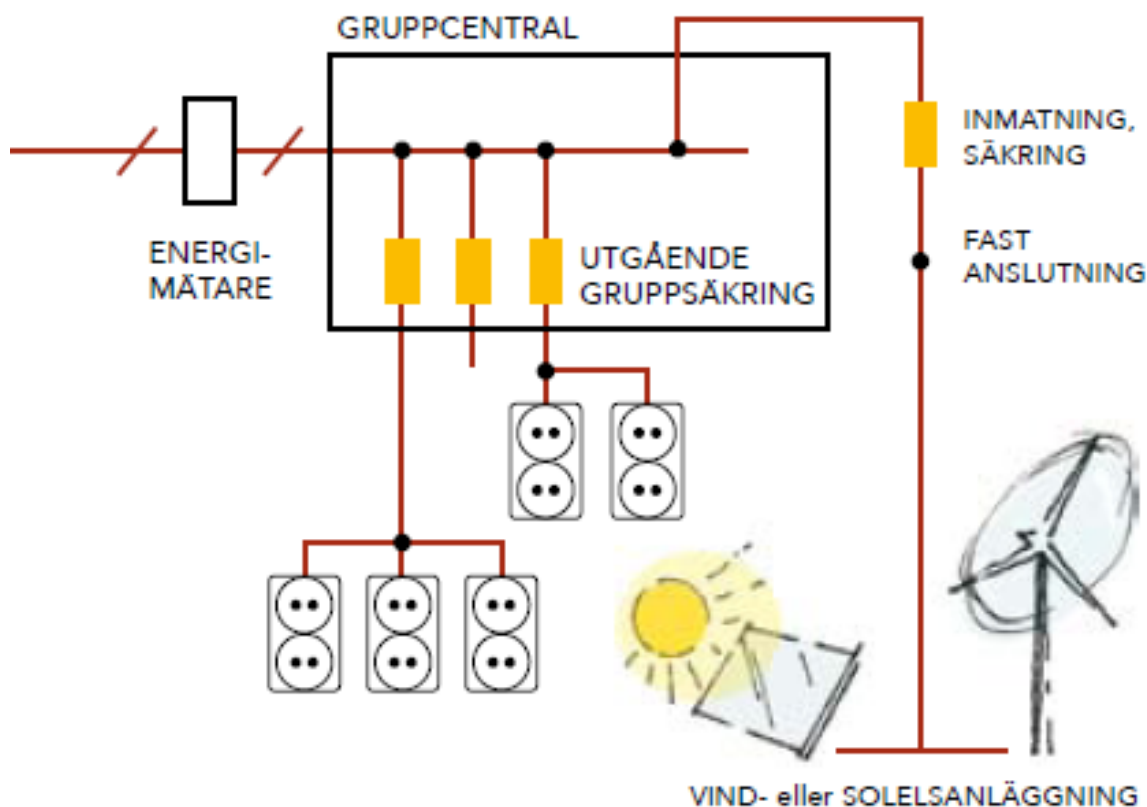 GRUPPCENTRAL
INMATNING,
SÄKRING
ENERGI-
MÄTARE
UTGÅENDE
GRUPPSÄKRING
FAST
ANSLUTNING
VIND- eller SOLELSANLÄGGNING